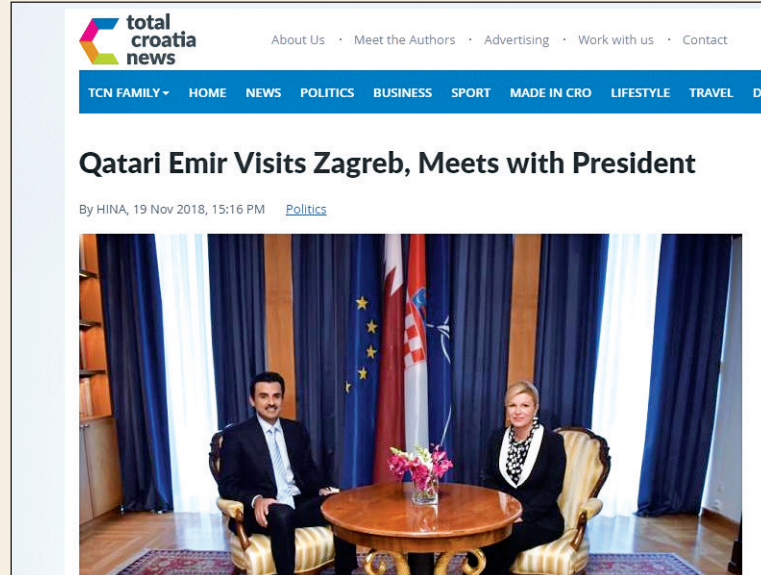 total
croatia
news
About Us · Meet the Authors · Advertising · Work with us · Contact
TCN FAMILY HOME NEWS POLITICS BUSINESS SPORT MADE IN CRO LIFESTYLE TRAVEL D
Qatari Emir Visits Zagreb, Meets with President
By HINA, 19 Nov 2018, 15:16 PM Politics